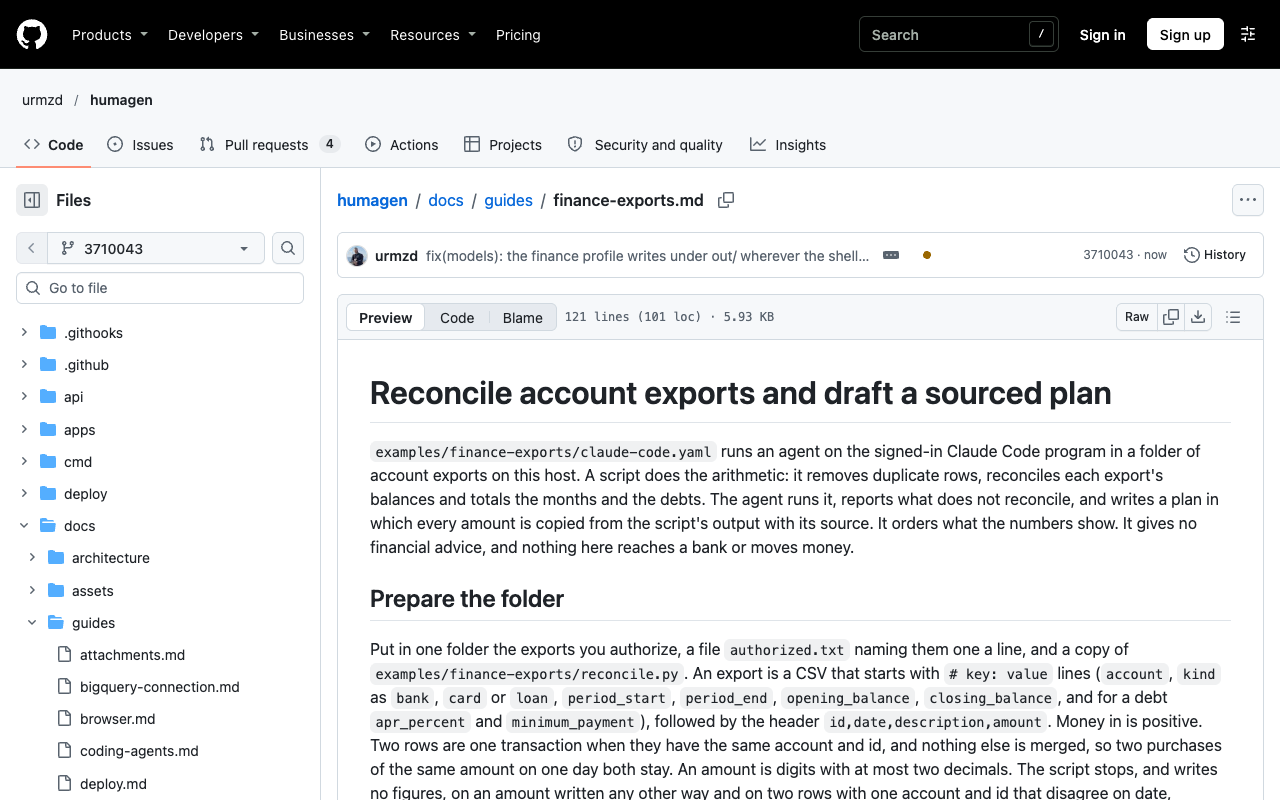 Products
Developers
Businesses
Resources
Pricing
Search
/
Sign in
Sign up
urmzd / humagen
Code
Issues
Pull requests 4
Actions
Projects
Security and quality
Insights
Files
humagen / docs / guides / finance-exports.md
3710043
urmzd fix(models): the finance profile writes under out/ wherever the shell...
3710043 · now
History
Go to file
Preview
Code
Blame
121 lines (101 loc) · 5.93 KB
Raw
.githooks
.github
api
apps
cmd
deploy
docs
architecture
assets
guides
attachments.md
bigquery-connection.md
browser.md
coding-agents.md
deploy.md
Reconcile account exports and draft a sourced plan
examples/finance-exports/claude-code.yaml runs an agent on the signed-in Claude Code program in a folder of
account exports on this host. A script does the arithmetic: it removes duplicate rows, reconciles each export's
balances and totals the months and the debts. The agent runs it, reports what does not reconcile, and writes a plan in
which every amount is copied from the script's output with its source. It orders what the numbers show. It gives no
financial advice, and nothing here reaches a bank or moves money.
Prepare the folder
Put in one folder the exports you authorize, a file authorized.txt naming them one a line, and a copy of
examples/finance-exports/reconcile.py. An export is a CSV that starts with # key: value lines ( account , kind
as bank , card or loan , period_start , period_end , opening_balance , closing_balance , and for a debt
apr_percent and minimum_payment ), followed by the header id,date,description,amount . Money in is positive.
Two rows are one transaction when they have the same account and id, and nothing else is merged, so two purchases
of the same amount on one day both stay. An amount is digits with at most two decimals. The script stops, and writes
no figures, on an amount written any other way and on two rows with one account and id that disagree on date,